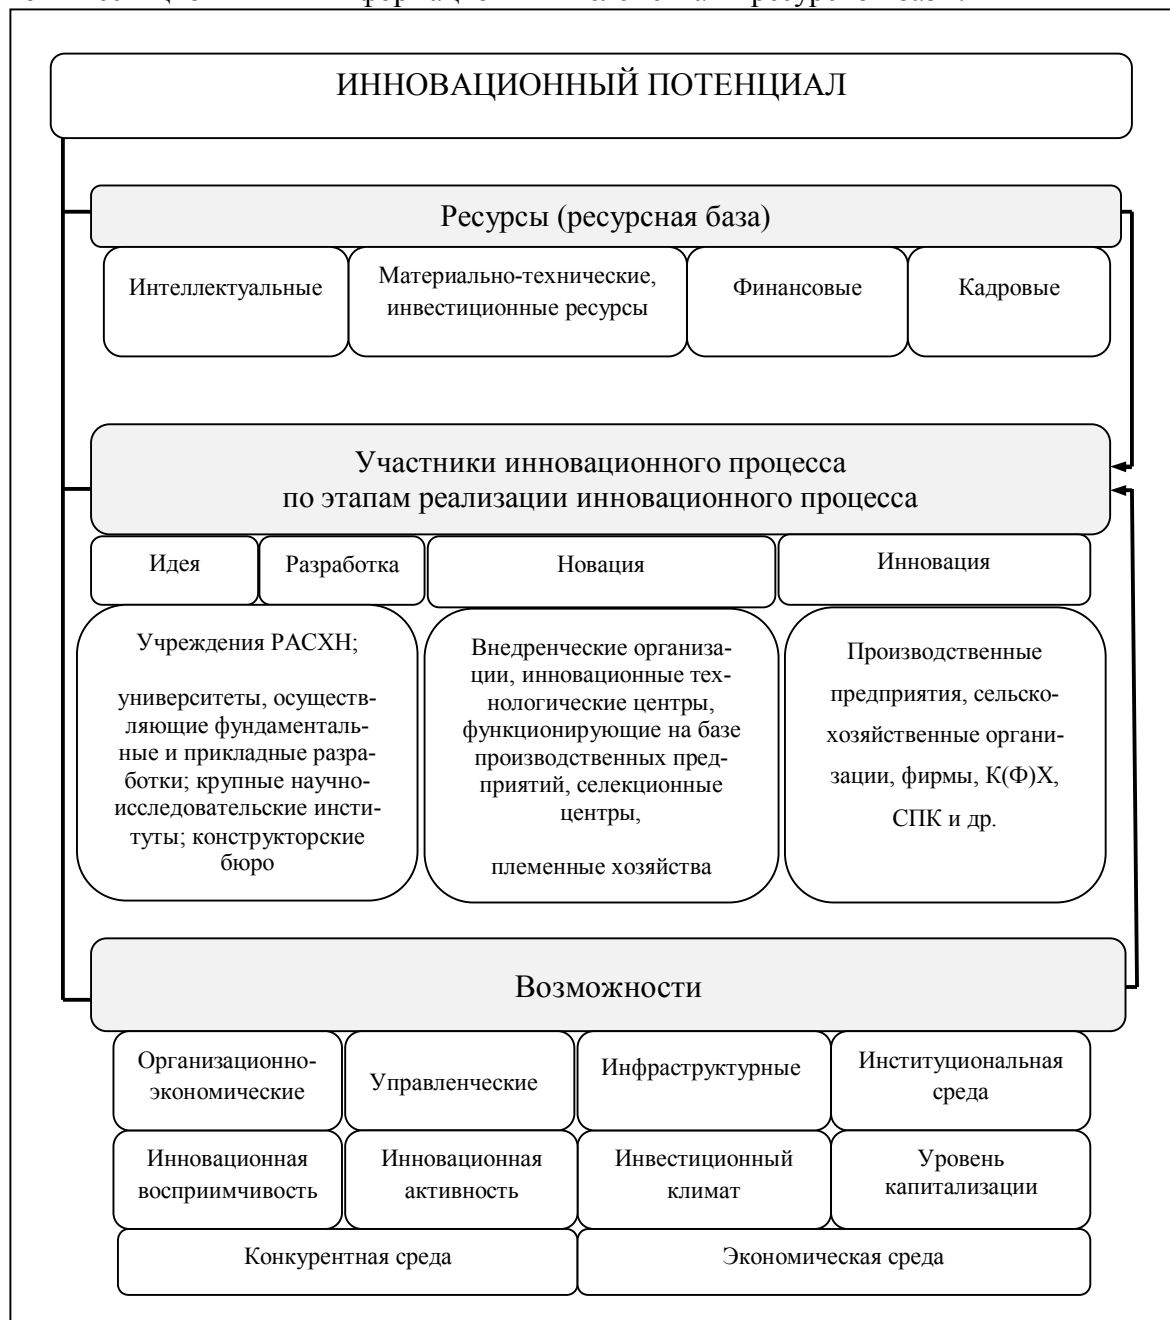 ИННОВАЦИОННЫЙ ПОТЕНЦИАЛ
Ресурсы (ресурсная база)
Интеллектуальные
Материально-технические,
инвестиционные ресурсы
Финансовые
Кадровые
Участники инновационного процесса
по этапам реализации инновационного процесса
Идея
Разработка
Новация
Инновация
Учреждения РАСХН;
университеты, осуществ-
ляющие фундаменталь-
ные и прикладные разра-
ботки; крупные научно-
исследовательские инсти-
туты; конструкторские
бюро
Внедренческие организа-
ции, инновационные тех-
нологические центры,
функционирующие на базе
производственных пред-
приятий, селекционные
центры,
племенные хозяйства
Производственные
предприятия, сельско-
хозяйственные органи-
зации, фирмы, К(Ф)Х,
СПК и др.
Возможности
Организационно-
экономические
Управленческие
Инфраструктурные
Институциональная
среда
Инновационная
восприимчивость
Инновационная
активность
Инвестиционный
климат
Уровень
капитализации
Конкурентная среда
Экономическая среда